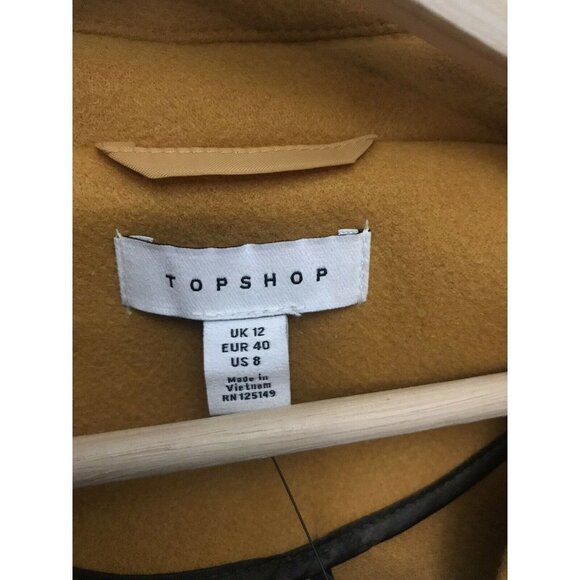 TOPSHOP
UK 12
EUR 40
US 8
Made in
Vietnam
RN 125149